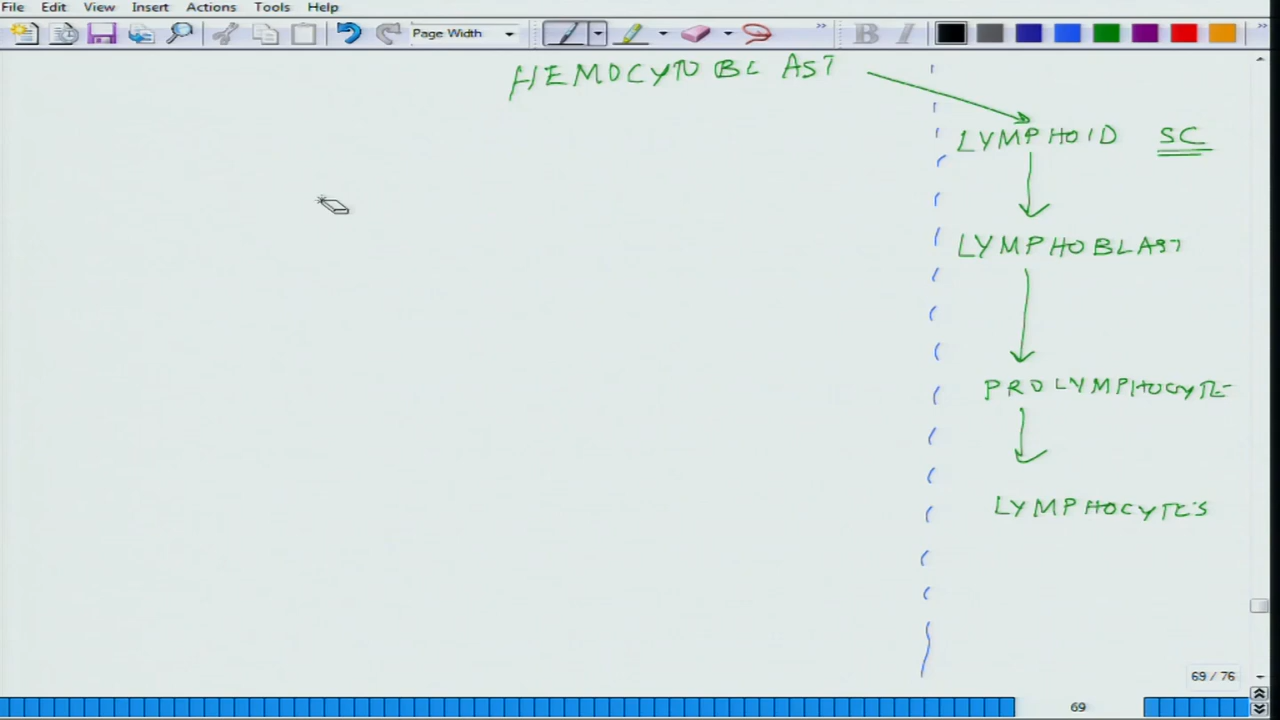 File Edit View Insert Actions Tools Help
Page Width
B I
HEMOCYTOBLAST
LYMPHOID SC
LYMPHOBLAST
PROLYMPHOCYTE
LYMPHOCYTES
69 / 76
69